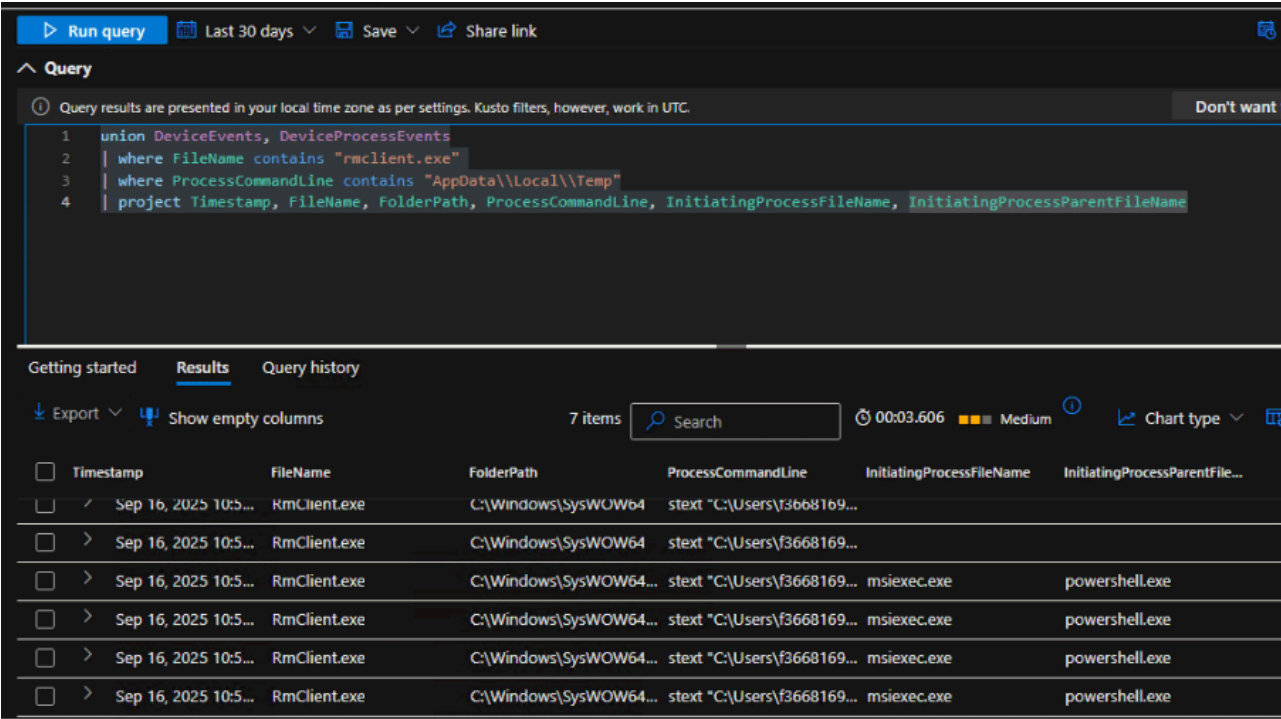 Run query Last 30 days Save Share link
Query
Query results are presented in your local time zone as per settings. Kusto filters, however, work in UTC. Don't want
1 union DeviceEvents, DeviceProcessEvents
2 | where FileName contains "rmclient.exe"
3 | where ProcessCommandLine contains "AppData\\Local\\Temp"
4 | project Timestamp, FileName, FolderPath, ProcessCommandLine, InitiatingProcessFileName, InitiatingProcessParentFileName
Getting started Results Query history
Export Show empty columns 7 items Search 00:03.606 Medium Chart type
Timestamp FileName FolderPath ProcessCommandLine InitiatingProcessFileName InitiatingProcessParentFile...
Sep 16, 2025 10:5... RmClient.exe C:\Windows\SysWOW64 stext "C:\Users\f3668169...
Sep 16, 2025 10:5... RmClient.exe C:\Windows\SysWOW64 stext "C:\Users\f3668169...
Sep 16, 2025 10:5... RmClient.exe C:\Windows\SysWOW64... stext "C:\Users\f3668169... msiexec.exe powershell.exe
Sep 16, 2025 10:5... RmClient.exe C:\Windows\SysWOW64... stext "C:\Users\f3668169... msiexec.exe powershell.exe
Sep 16, 2025 10:5... RmClient.exe C:\Windows\SysWOW64... stext "C:\Users\f3668169... msiexec.exe powershell.exe
Sep 16, 2025 10:5... RmClient.exe C:\Windows\SysWOW64... stext "C:\Users\f3668169... msiexec.exe powershell.exe